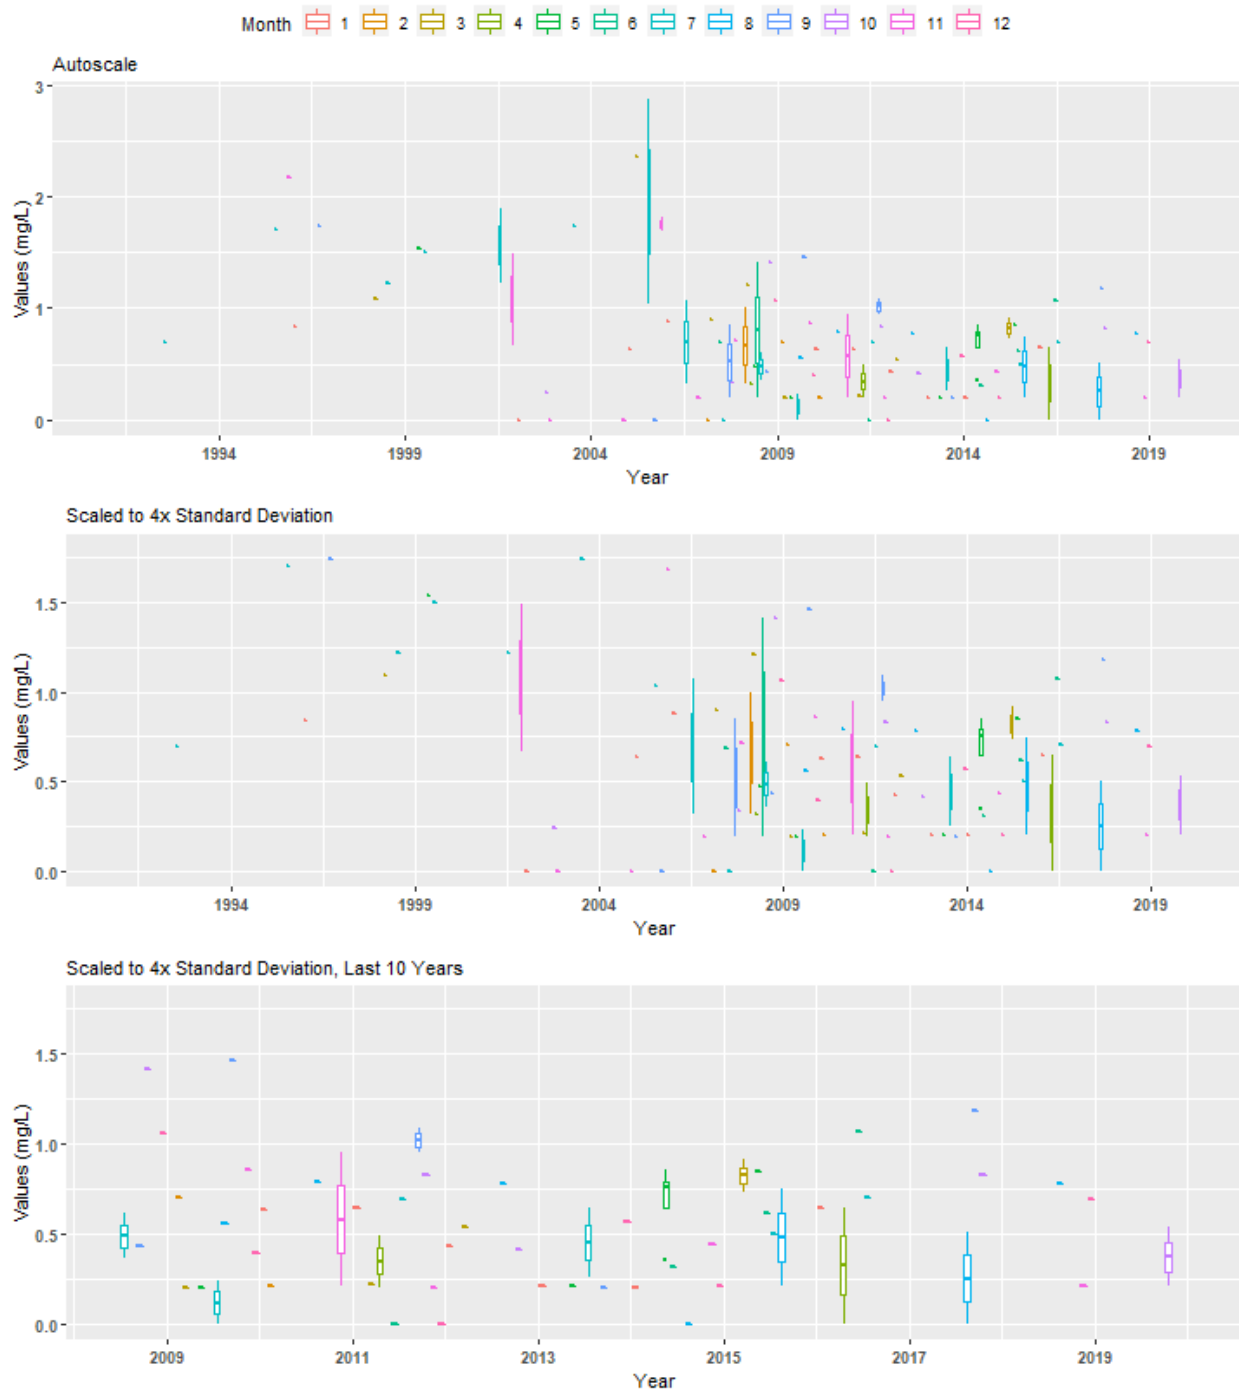 Month 1 2 3 4 5 6 7 8 9 10 11 12
Autoscale
3
2
1
0
Values (mg/L)
1994 1999 2004 2009 2014 2019
Year
Scaled to 4x Standard Deviation
1.5
1.0
0.5
0.0
Values (mg/L)
1994 1999 2004 2009 2014 2019
Year
Scaled to 4x Standard Deviation, Last 10 Years
1.5
1.0
0.5
0.0
Values (mg/L)
2009 2011 2013 2015 2017 2019
Year